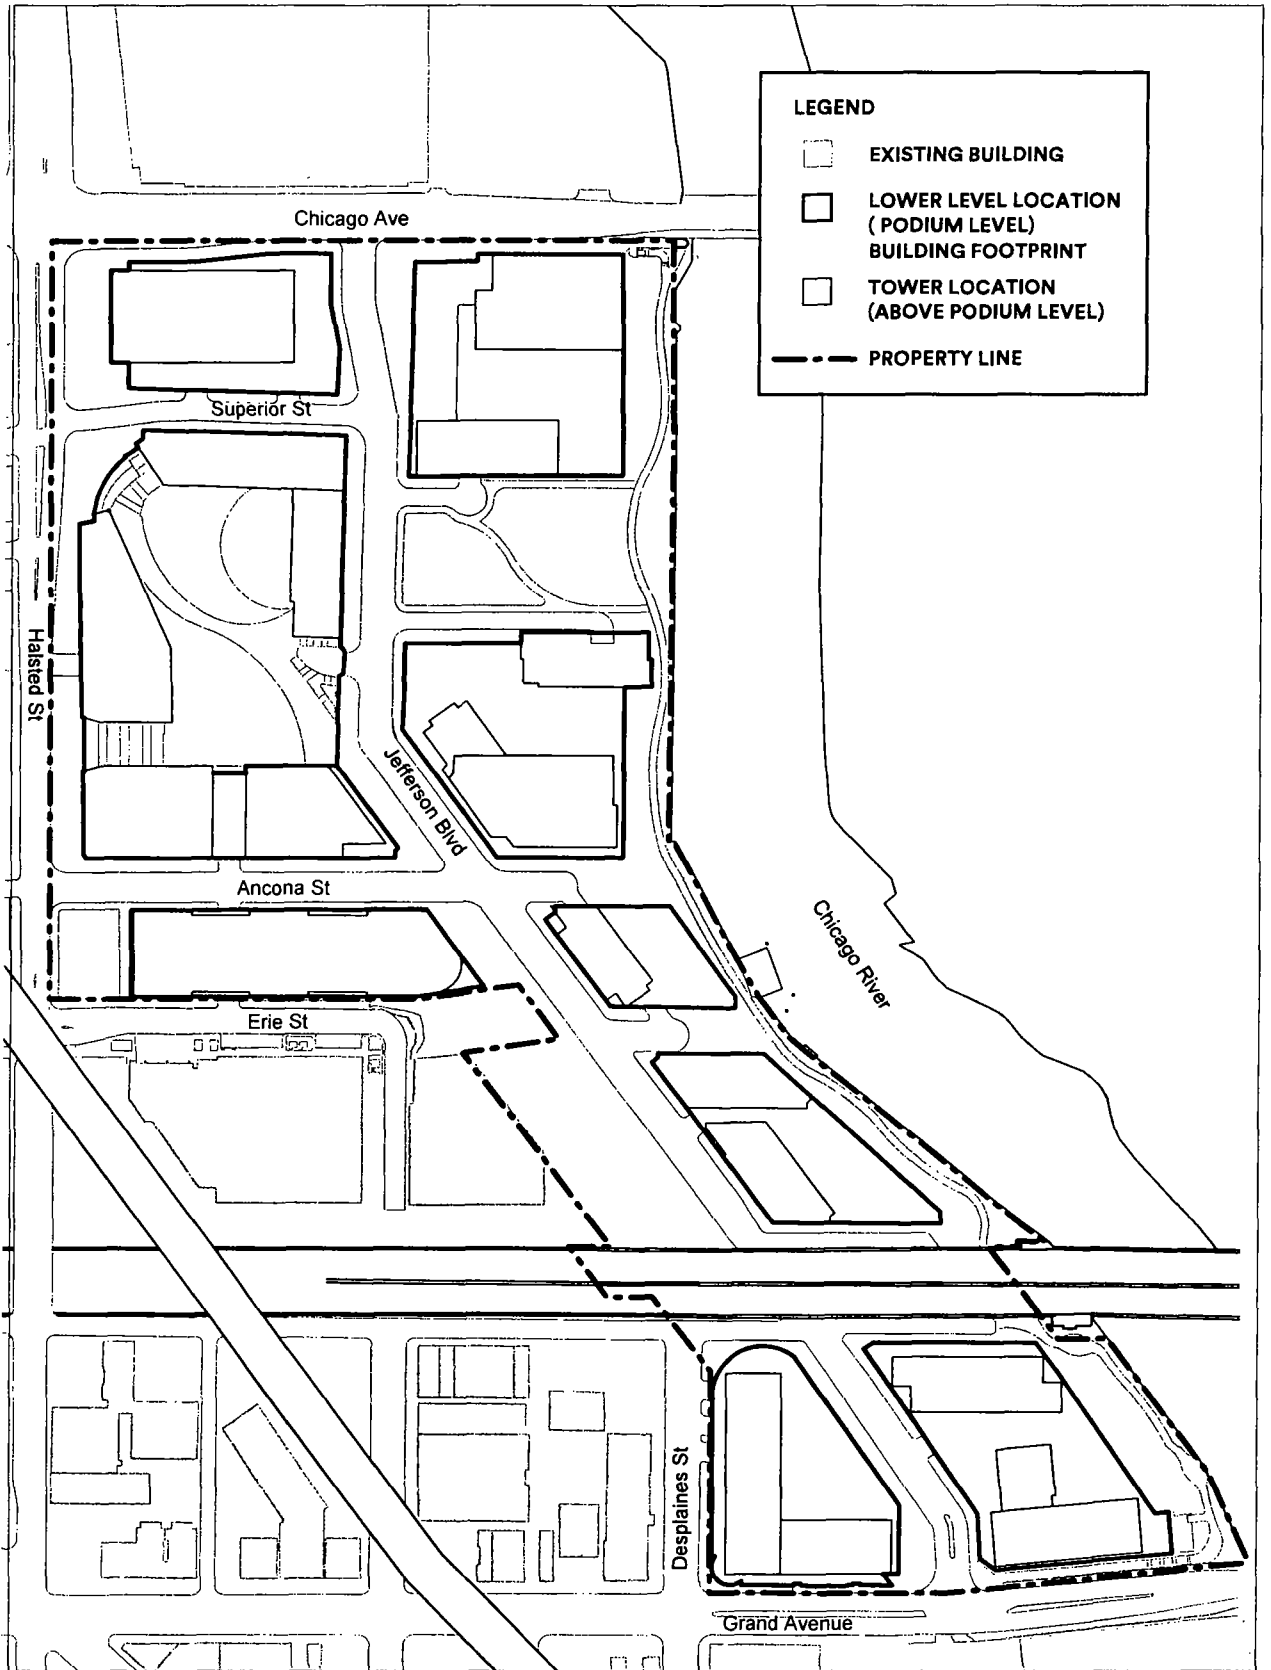 LEGEND
EXISTING BUILDING
LOWER LEVEL LOCATION
( PODIUM LEVEL)
BUILDING FOOTPRINT
TOWER LOCATION
(ABOVE PODIUM LEVEL)
PROPERTY LINE
Chicago Ave
Superior St
Halsted St
Jefferson Blvd
Ancona St
Chicago River
Erie St
Desplaines St
Grand Avenue